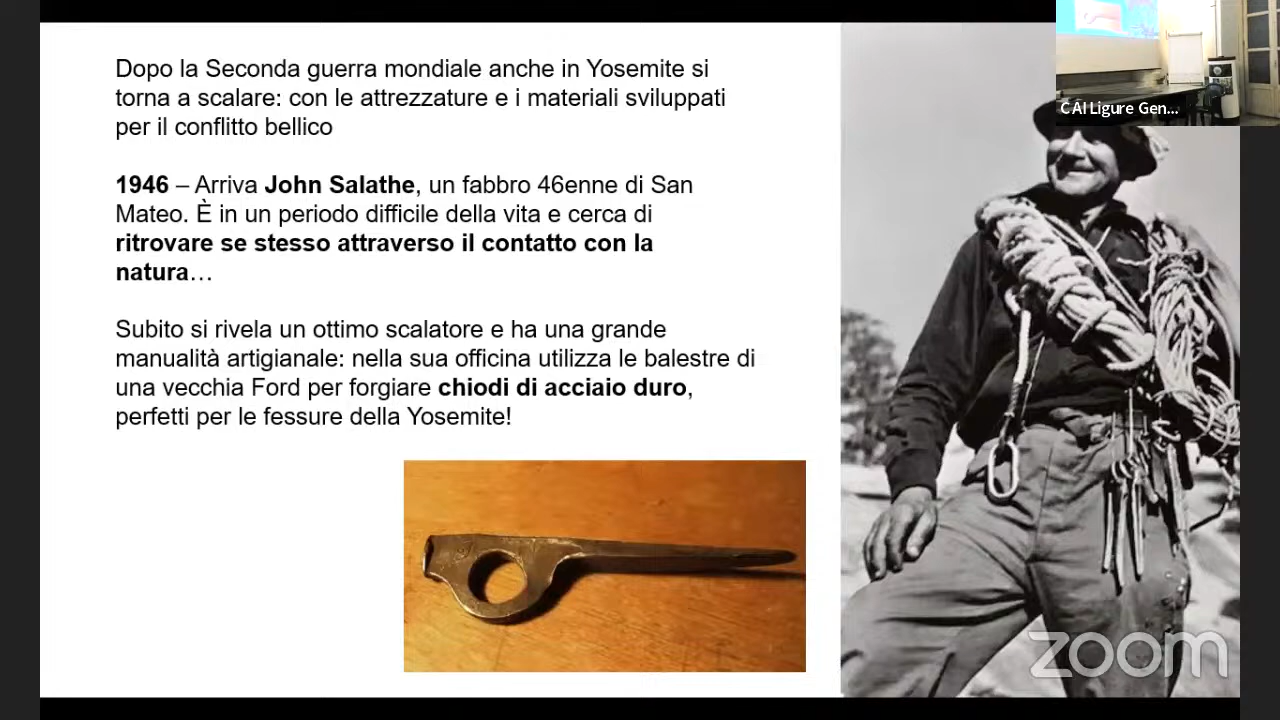 Dopo la Seconda guerra mondiale anche in Yosemite si
torna a scalare: con le attrezzature e i materiali sviluppati
per il conflitto bellico
1946 – Arriva John Salathe, un fabbro 46enne di San
Mateo. È in un periodo difficile della vita e cerca di
ritrovare se stesso attraverso il contatto con la
natura…
Subito si rivela un ottimo scalatore e ha una grande
manualità artigianale: nella sua officina utilizza le balestre di
una vecchia Ford per forgiare chiodi di acciaio duro,
perfetti per le fessure della Yosemite!
C AI Ligure Gen...
zoom